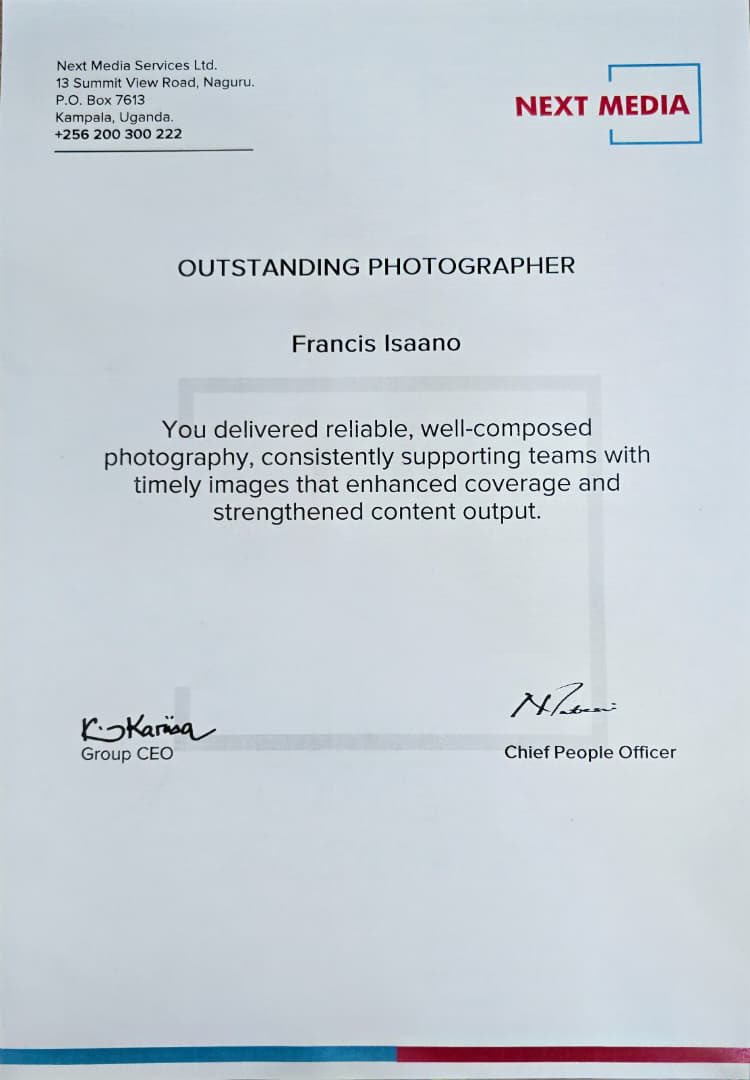 Next Media Services Ltd.
13 Summit View Road, Naguru.
P.O. Box 7613
Kampala, Uganda.
+256 200 300 222
NEXT MEDIA
OUTSTANDING PHOTOGRAPHER
Francis Isaano
You delivered reliable, well-composed
photography, consistently supporting teams with
timely images that enhanced coverage and
strengthened content output.
Group CEO
Chief People Officer